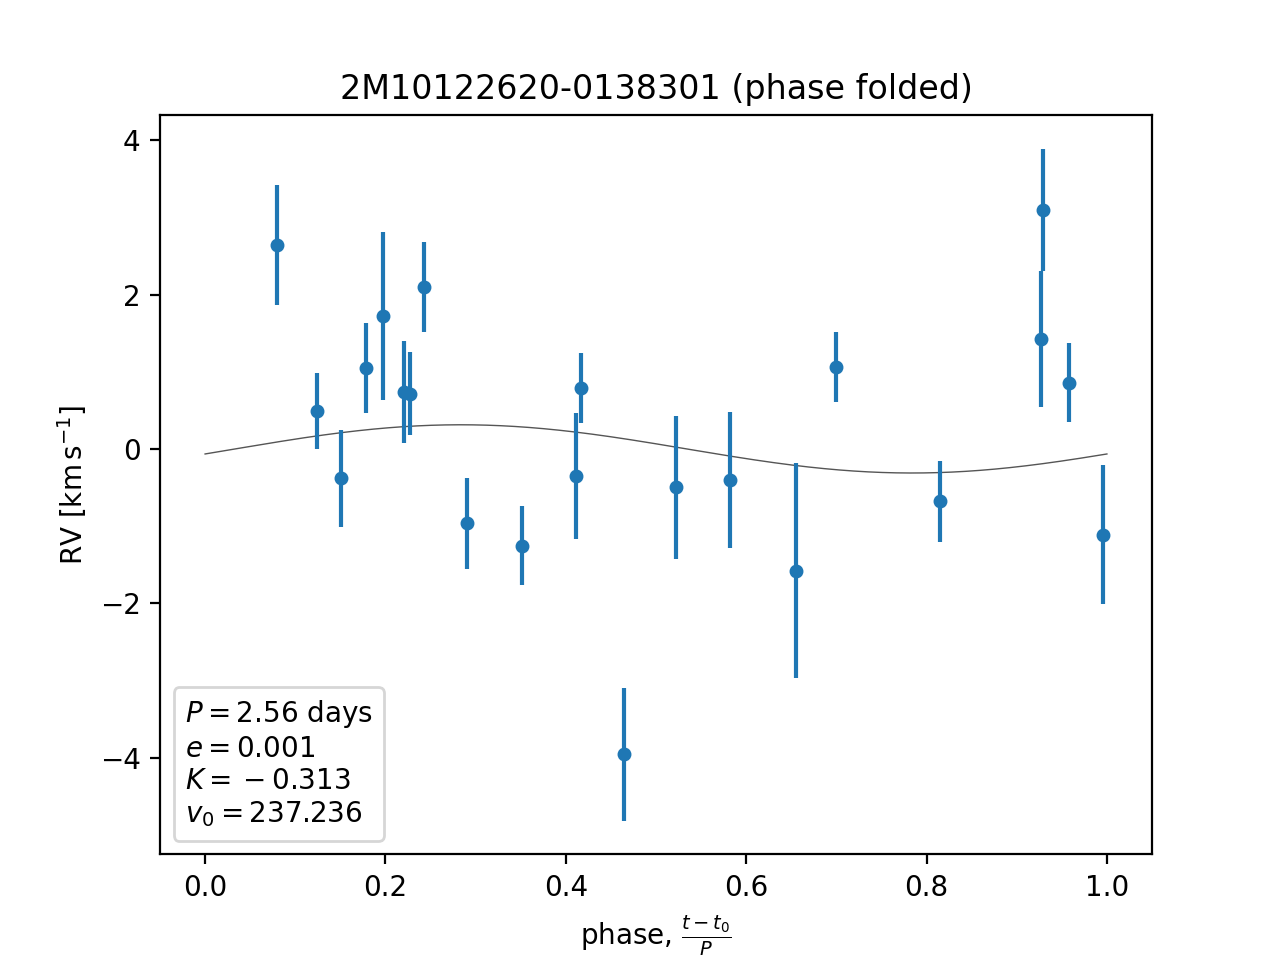 2M10122620-0138301 (phase folded)
4
2
0
−2
−4
RV [km s⁻¹]
P = 2.56 days
e = 0.001
K = −0.313
v₀ = 237.236
0.0 0.2 0.4 0.6 0.8 1.0
phase, (t − t₀)/P